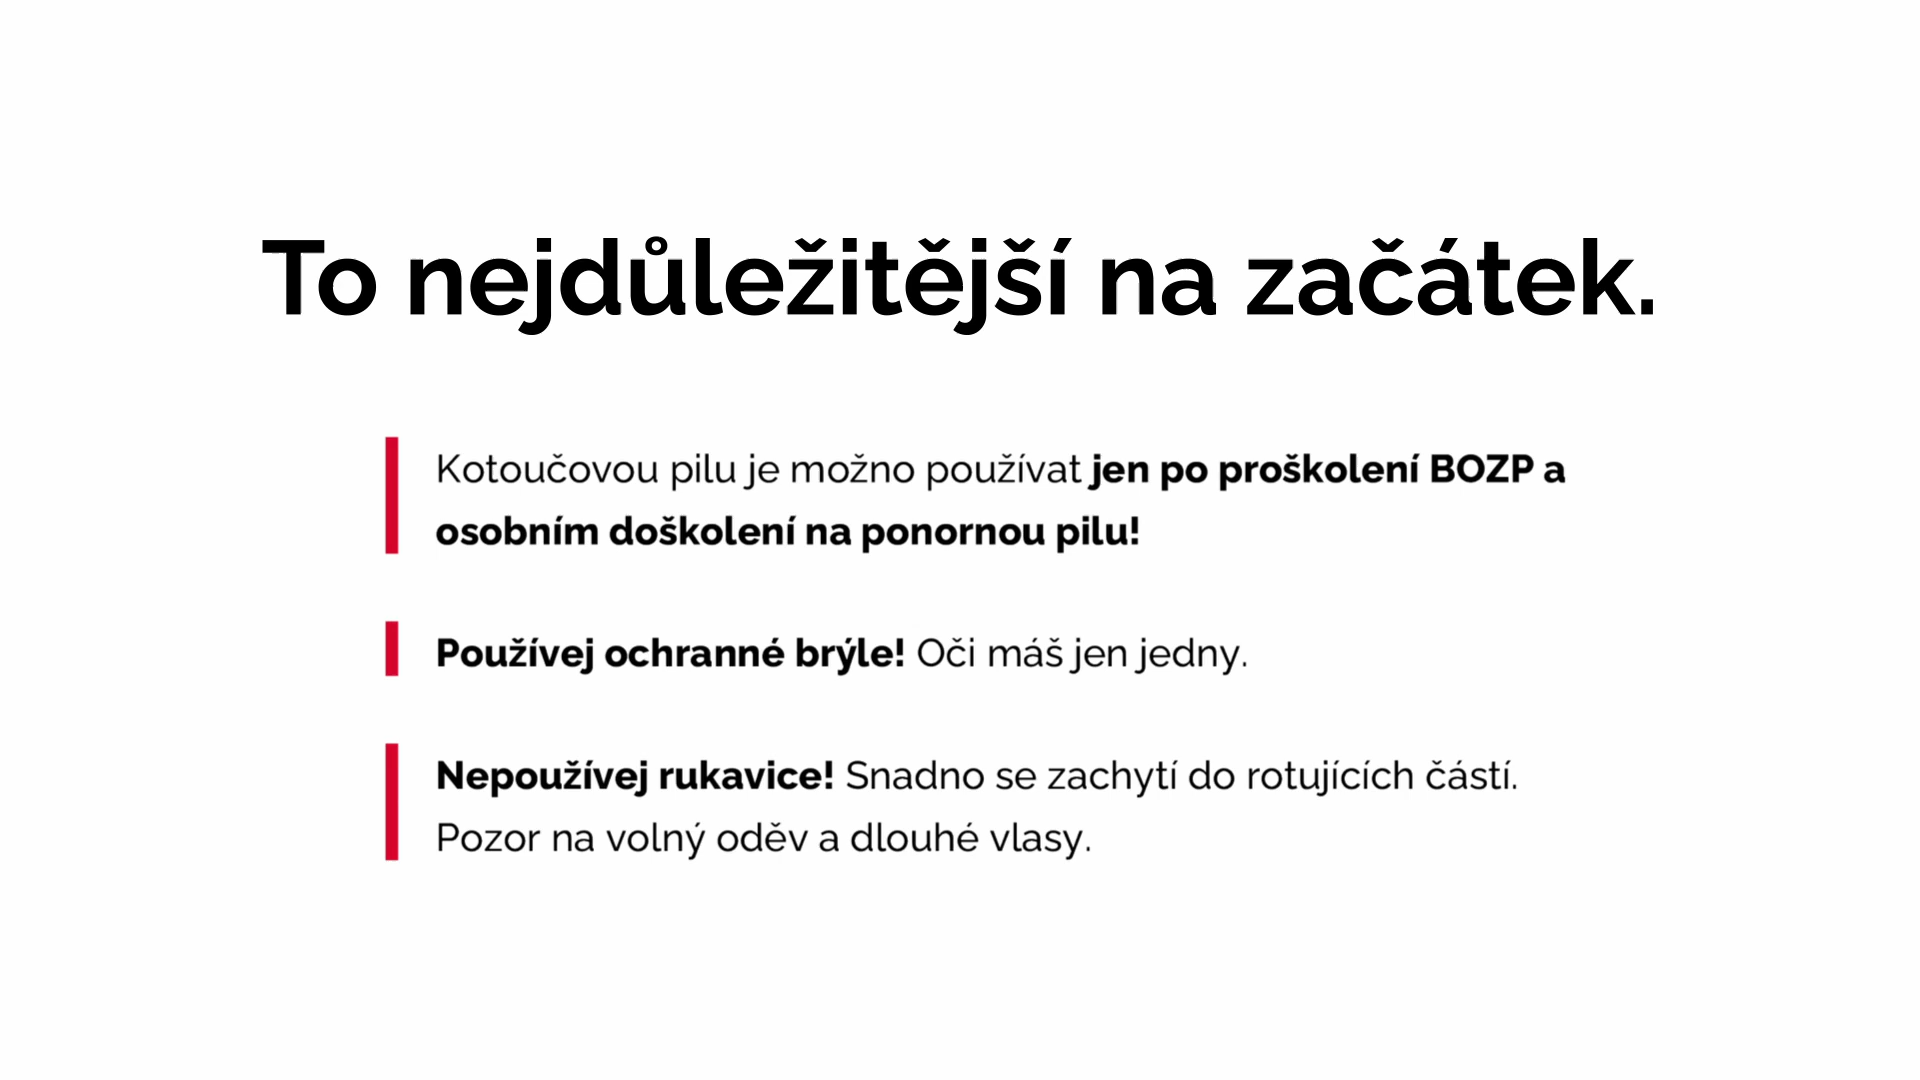 To nejdůležitější na začátek.
Kotoučovou pilu je možno používat jen po proškolení BOZP a
osobním doškolení na ponornou pilu!
Používej ochranné brýle! Oči máš jen jedny.
Nepoužívej rukavice! Snadno se zachytí do rotujících částí.
Pozor na volný oděv a dlouhé vlasy.